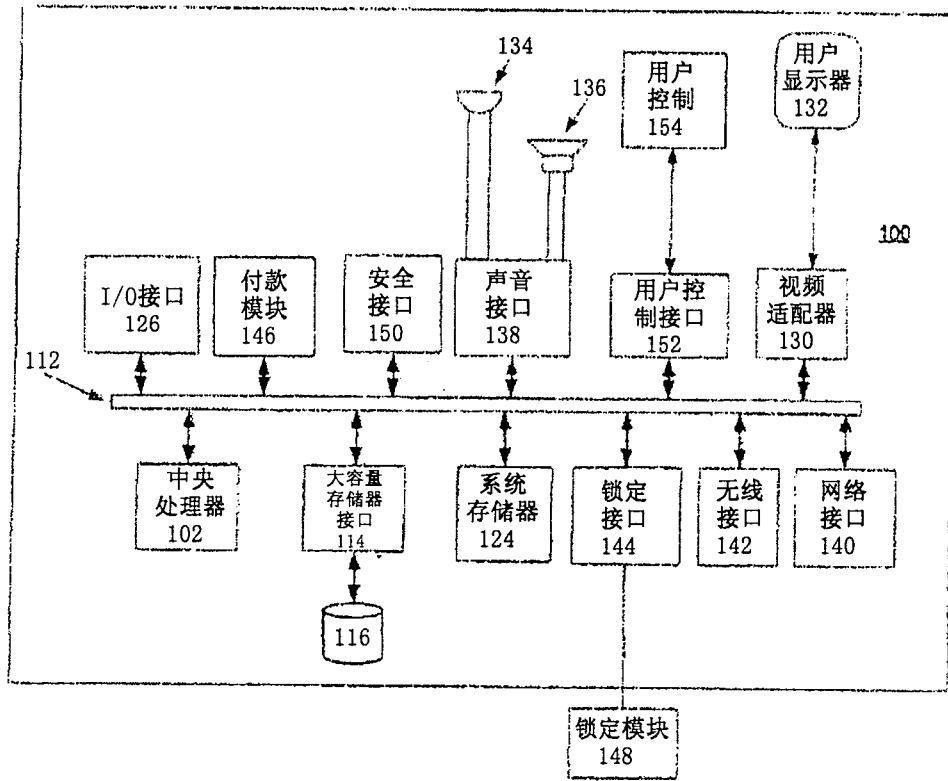 134
136
用户
控制
154
用户
显示器
132
100
I/O接口
126
付款
模块
146
安全
接口
150
声音
接口
138
用户控
制接口
152
视频
适配器
130
112
中央
处理器
102
大容量
存储器
接口
114
系统
存储器
124
锁定
接口
144
无线
接口
142
网络
接口
140
116
锁定模块
148